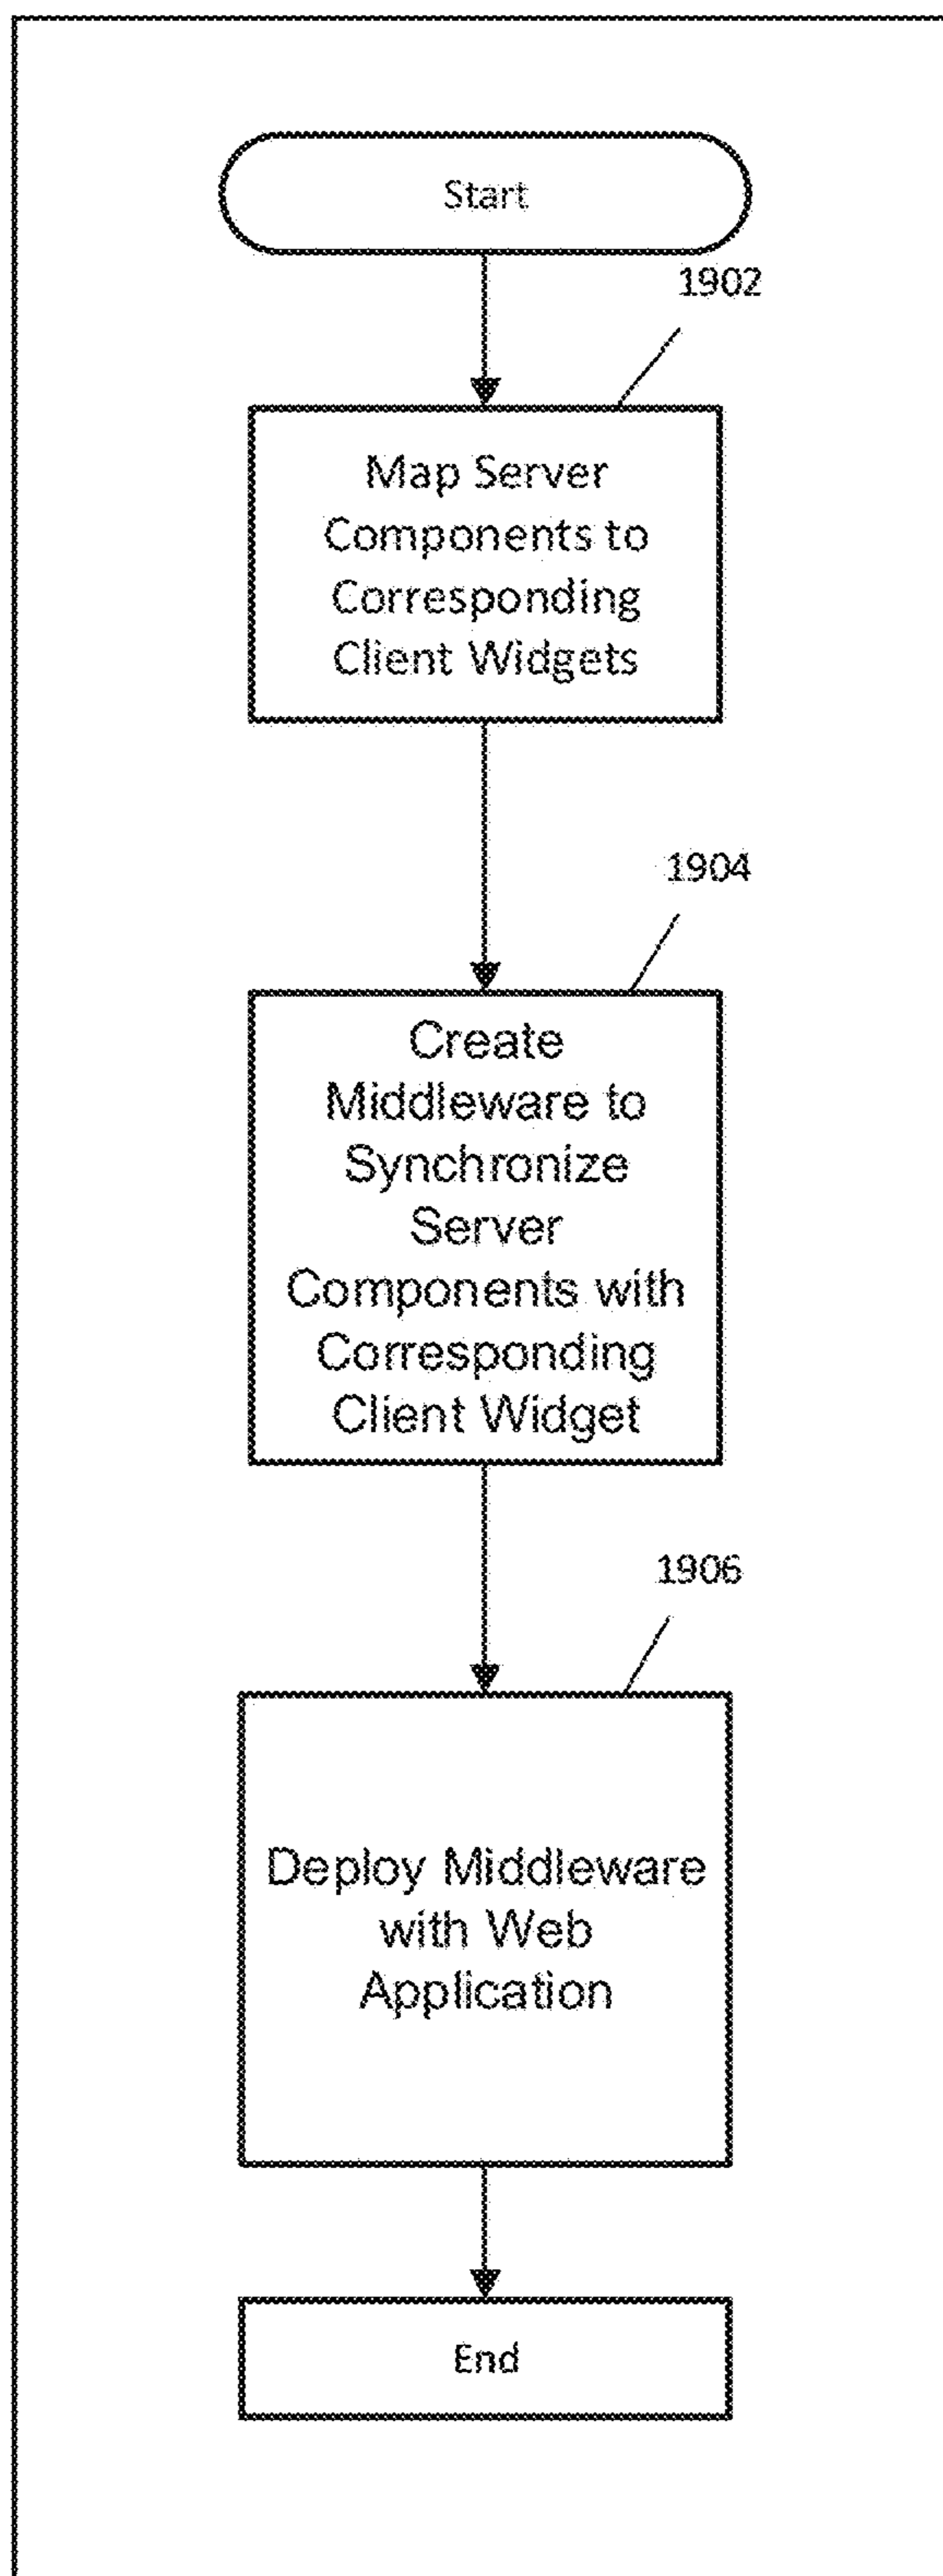 Start
1902
Map Server
Components to
Corresponding
Client Widgets
1904
Create
Middleware to
Synchronize
Server
Components with
Corresponding
Client Widget
1906
Deploy Middleware
with Web
Application
End